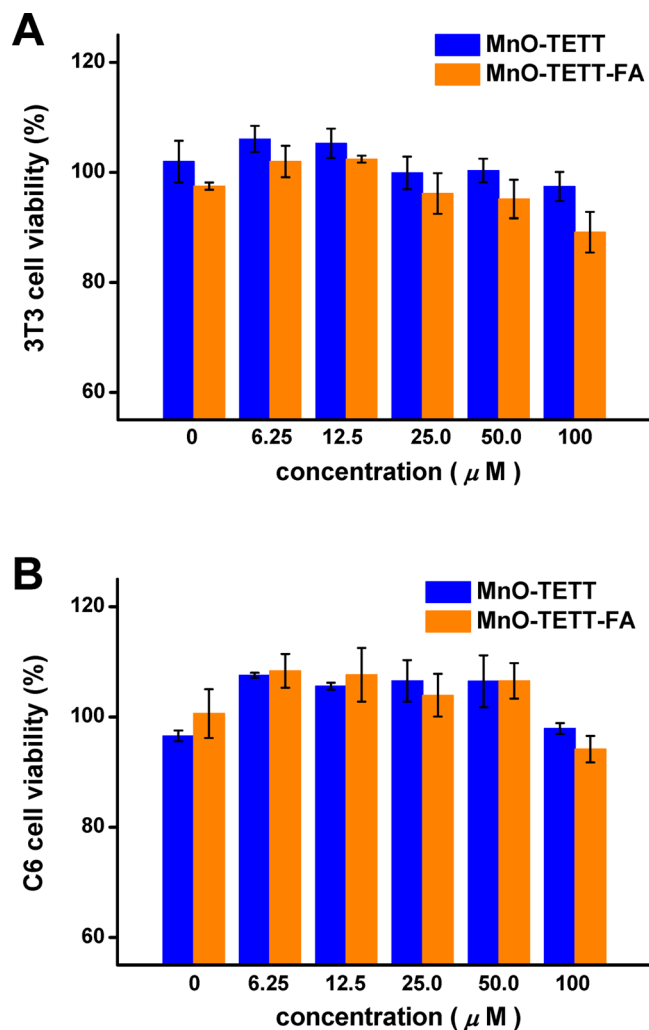 A
MnO-TETT
MnO-TETT-FA
120
100
80
60
3T3 cell viability (%)
0 6.25 12.5 25.0 50.0 100
concentration ( μ M )
B
MnO-TETT
MnO-TETT-FA
120
100
80
60
C6 cell viability (%)
0 6.25 12.5 25.0 50.0 100
concentration ( μ M )